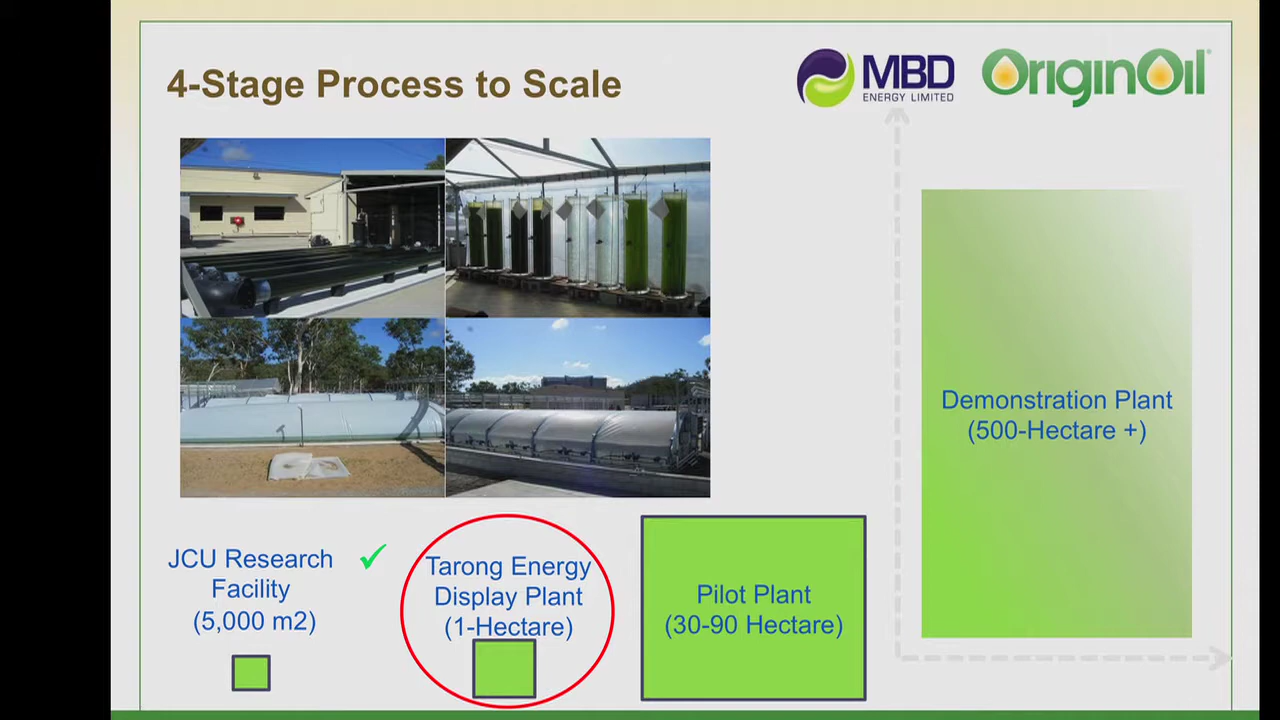 4-Stage Process to Scale
MBD
ENERGY LIMITED
OriginOil
JCU Research
Facility
(5,000 m2)
Tarong Energy
Display Plant
(1-Hectare)
Pilot Plant
(30-90 Hectare)
Demonstration Plant
(500-Hectare +)